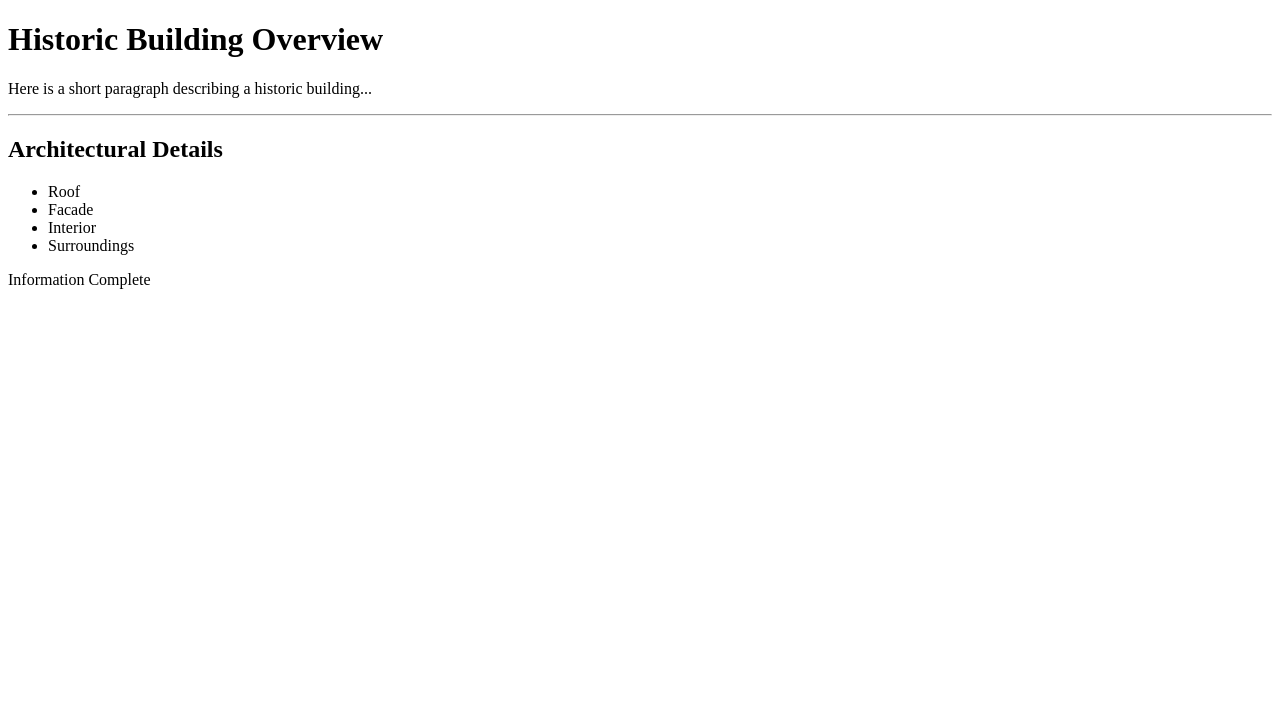 Historic Building Overview
Here is a short paragraph describing a historic building...
Architectural Details
Roof
Facade
Interior
Surroundings
Information Complete